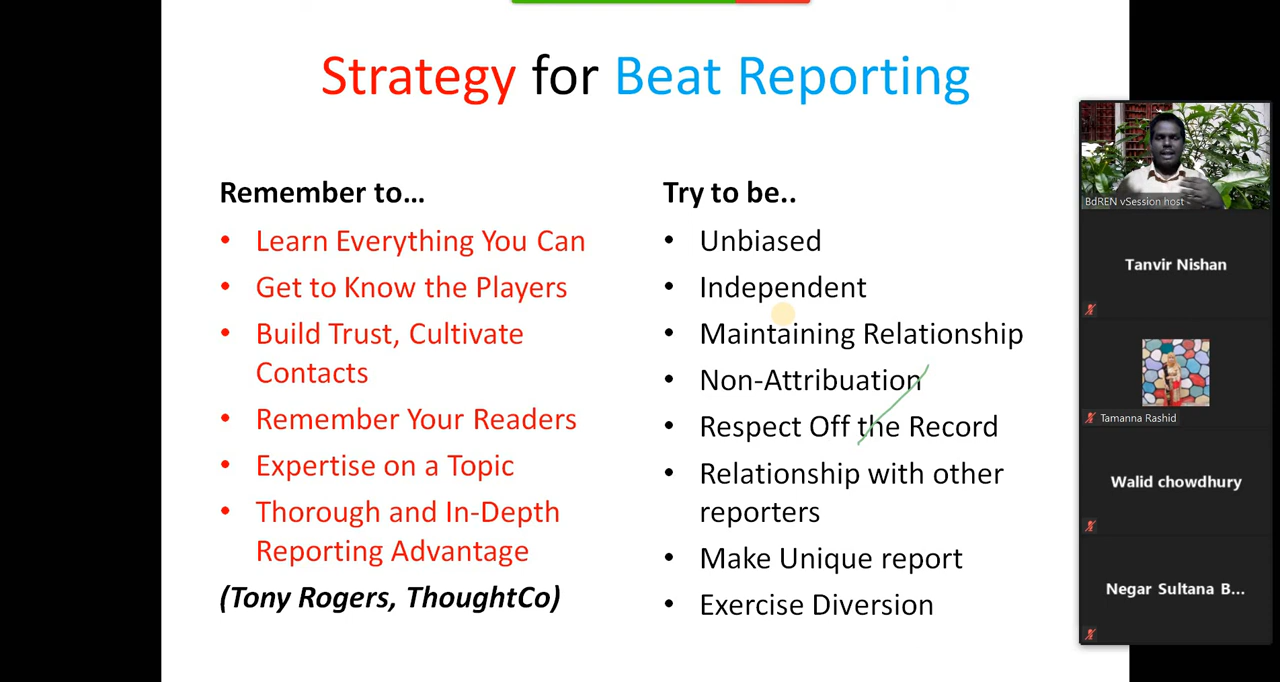 Strategy for Beat Reporting
Remember to...
• Learn Everything You Can
• Get to Know the Players
• Build Trust, Cultivate
Contacts
• Remember Your Readers
• Expertise on a Topic
• Thorough and In-Depth
Reporting Advantage
(Tony Rogers, ThoughtCo)
Try to be..
• Unbiased
• Independent
• Maintaining Relationship
• Non-Attribuation
• Respect Off the Record
• Relationship with other
reporters
• Make Unique report
• Exercise Diversion
BdREN vSession host
Tanvir Nishan
Tamanna Rashid
Walid chowdhury
Negar Sultana B...